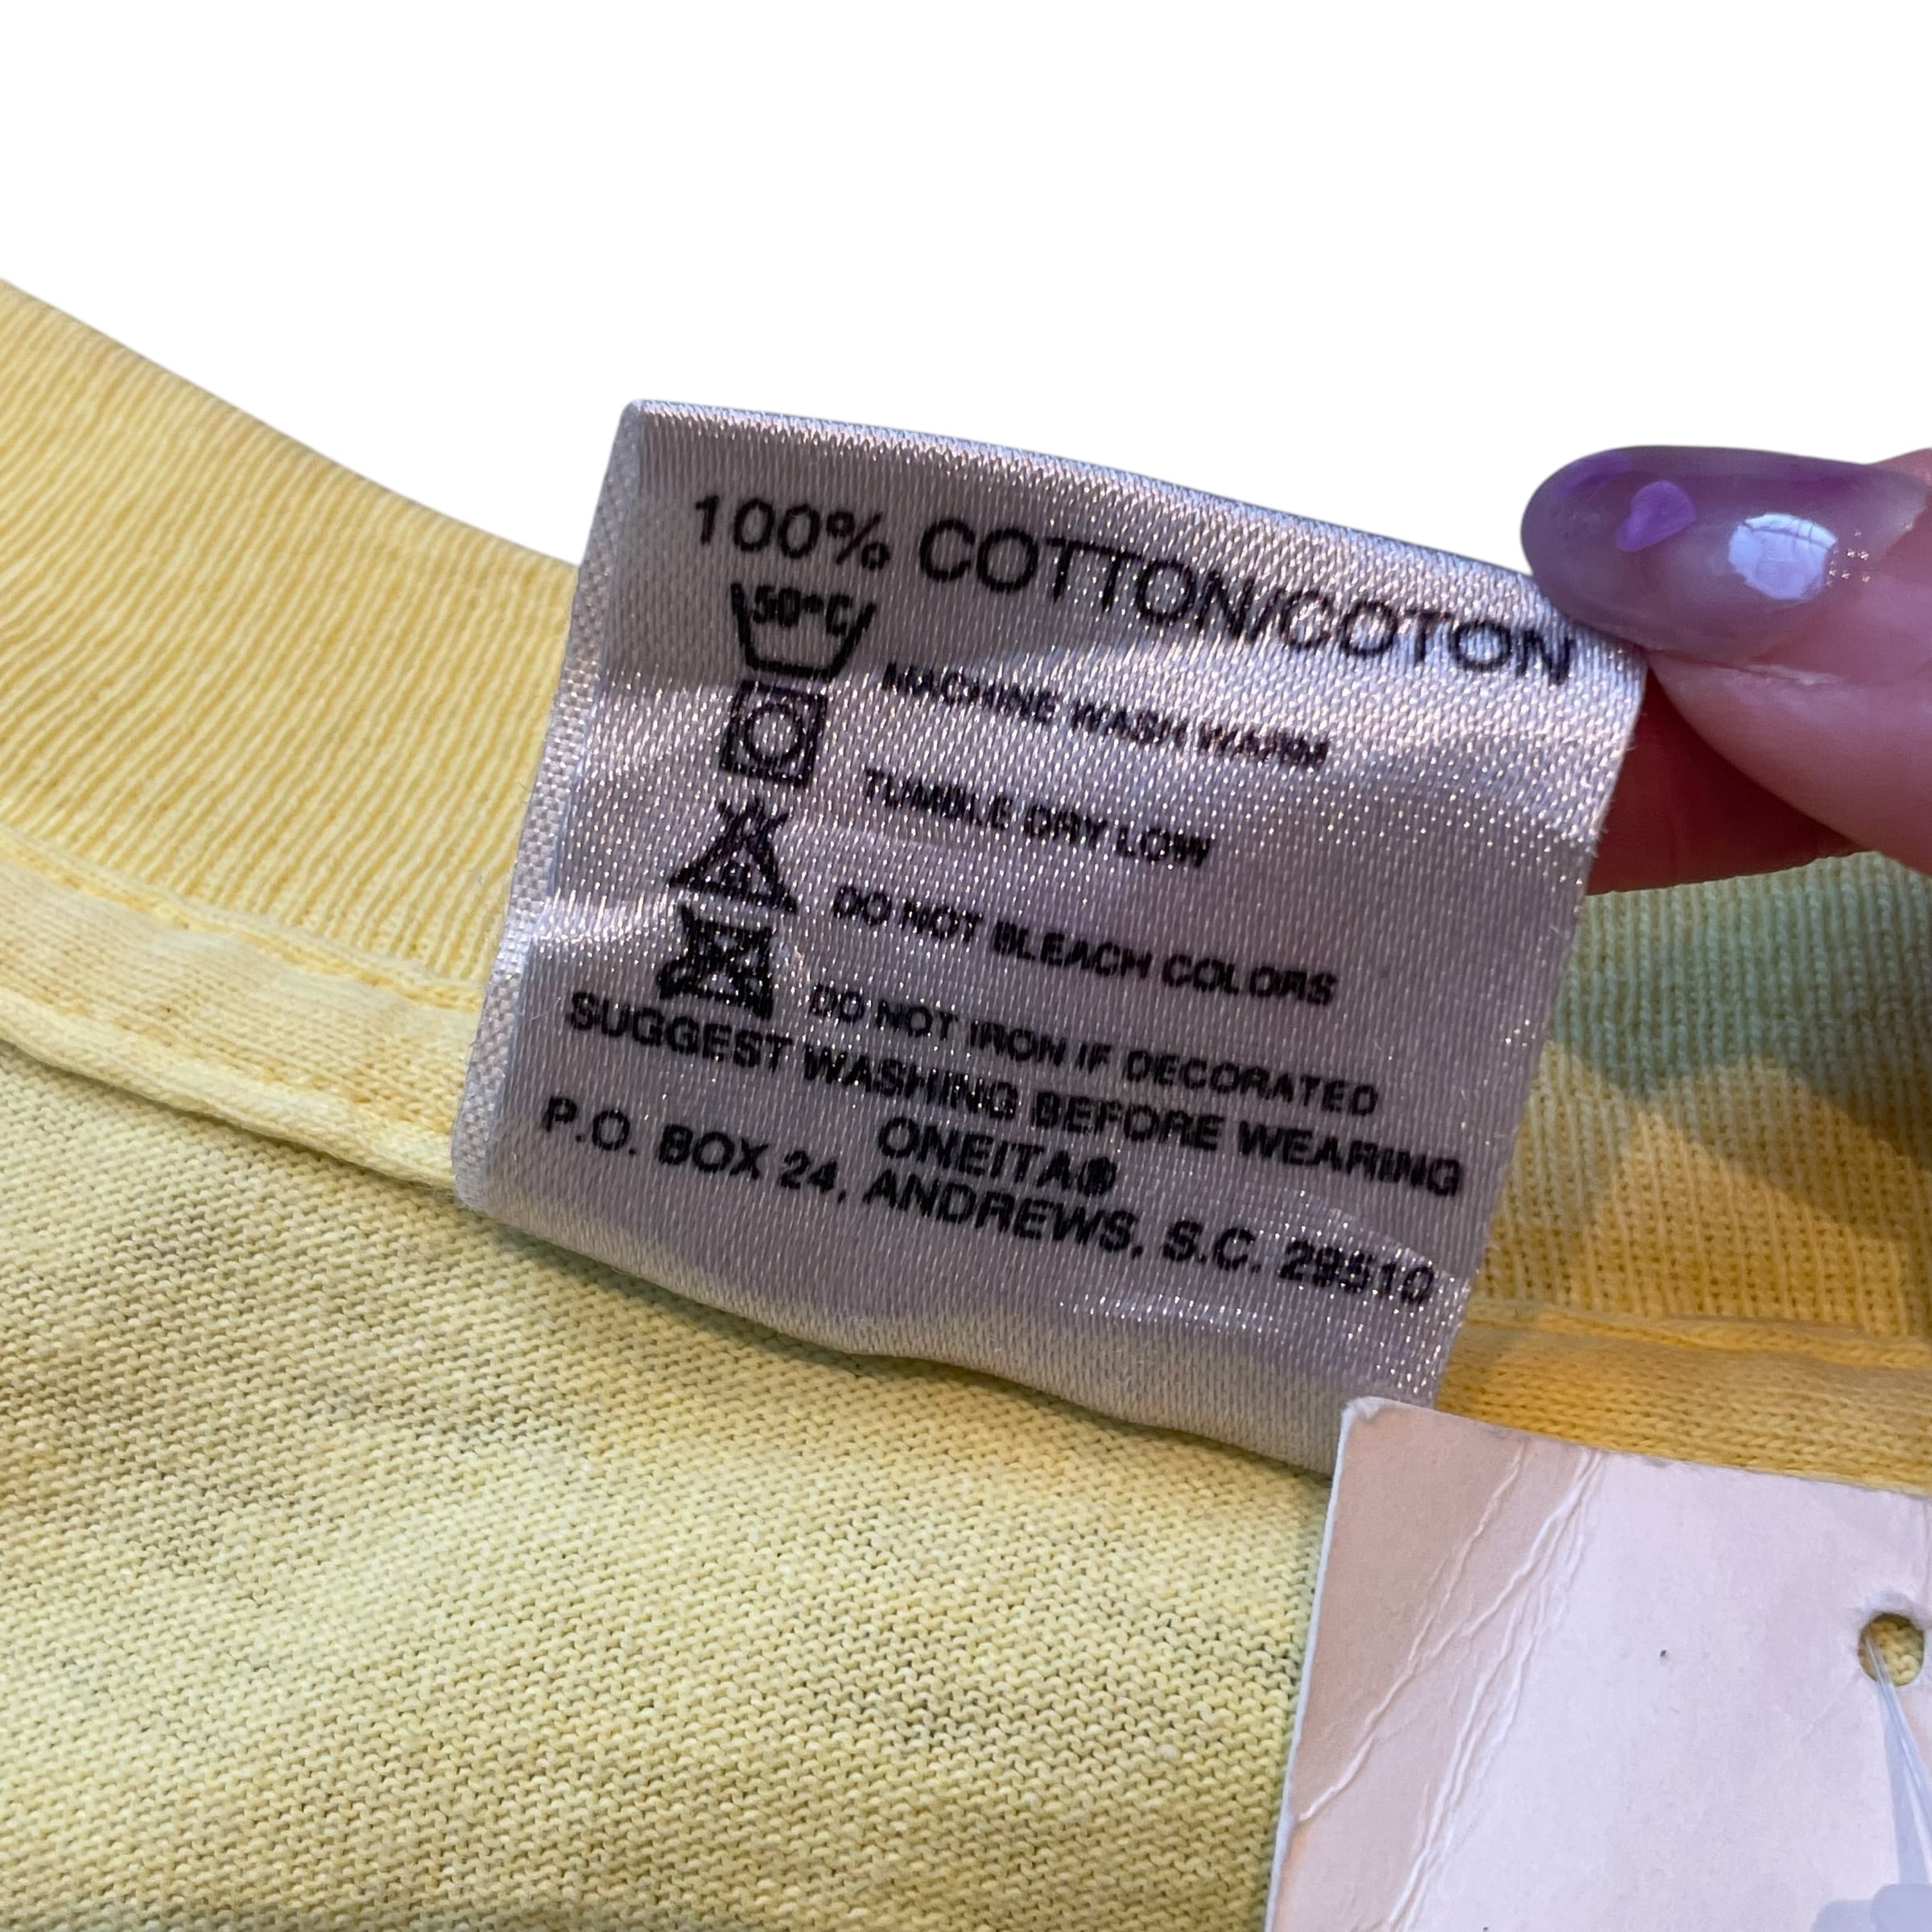 100% COTTON/COTON
50°C
MACHINE WASH WARM
TUMBLE DRY LOW
DO NOT BLEACH COLORS
DO NOT IRON IF DECORATED
SUGGEST WASHING BEFORE WEARING
ONEITA®
P.O. BOX 24, ANDREWS, S.C. 29510